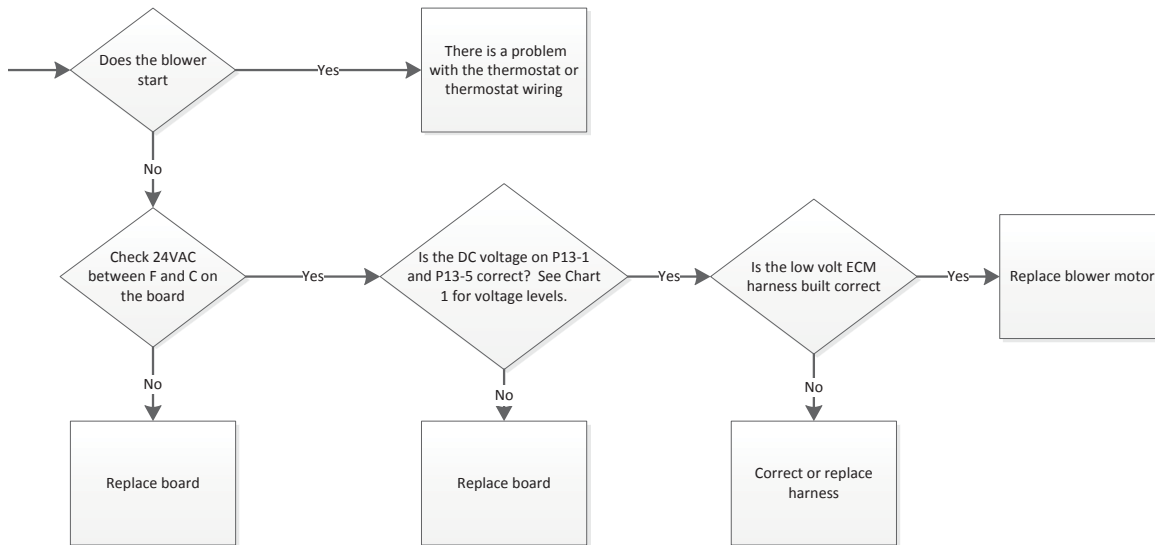 Does the blower
start
Yes
There is a problem
with the thermostat or
thermostat wiring
No
Check 24VAC
between F and C on
the board
Yes
Is the DC voltage on P13-1
and P13-5 correct?  See Chart
1 for voltage levels.
Yes
Is the low volt ECM
harness built correct
Yes
Replace blower motor
No
No
No
Replace board
Replace board
Correct or replace
harness